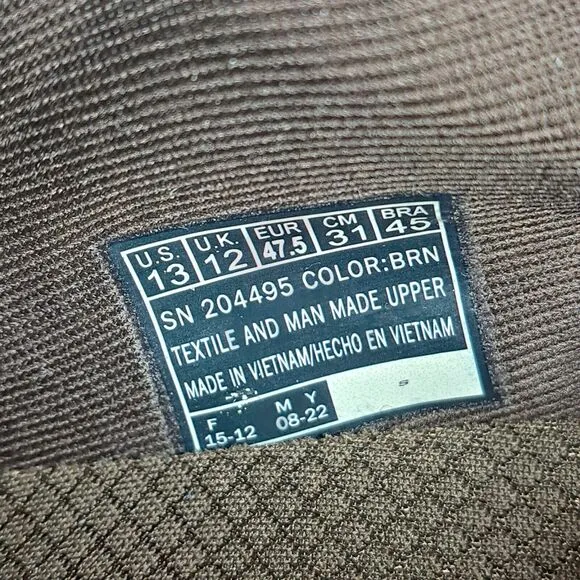 U.S. U.K. EUR CM BRA
13 12 47.5 31 45
SN 204495 COLOR:BRN
TEXTILE AND MAN MADE UPPER
MADE IN VIETNAM/HECHO EN VIETNAM
F M Y
15-12 08-22
S